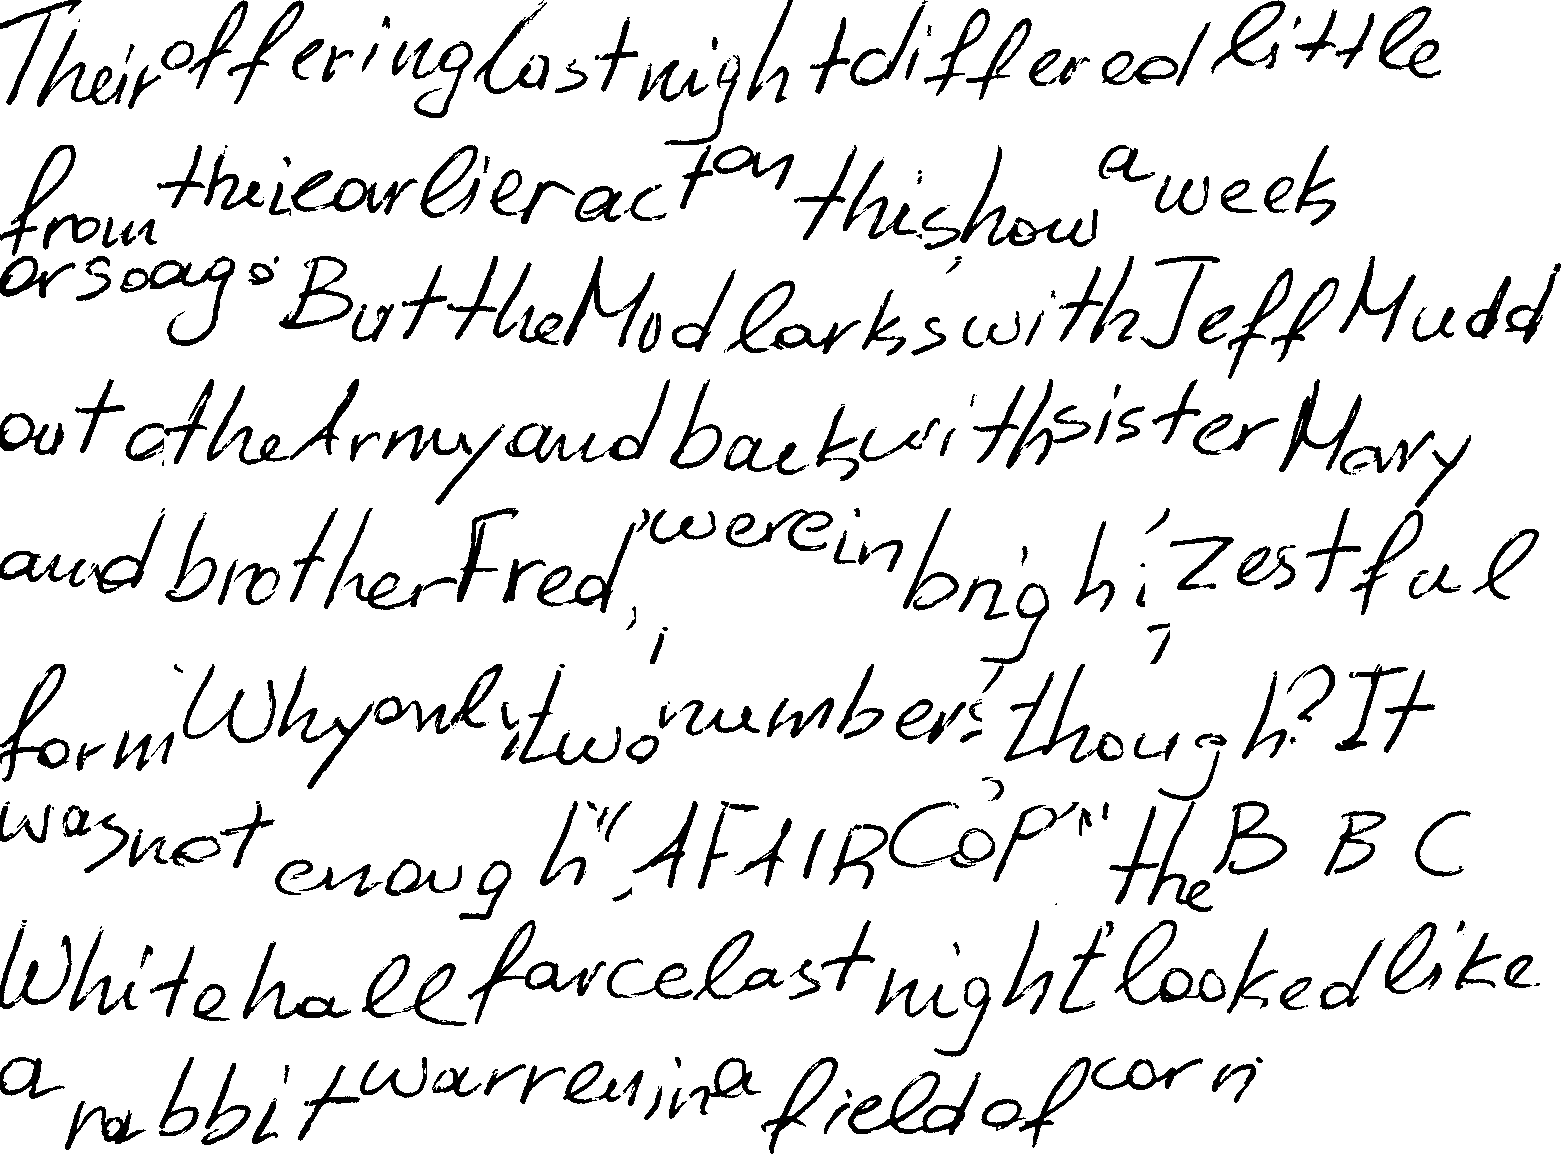 Their offering last night differed little
from their earlier act on this show a week
or so ago. But the Modlarks with Jeff Mudd
out of the Army and back with sister Mary
and brother Fred, were in bright, zestful
form. Why only two numbers, though? It
was not enough. "A FAIR COP" the B B C
Whitehall farce last night looked like
a rabbit warren in a field of corn